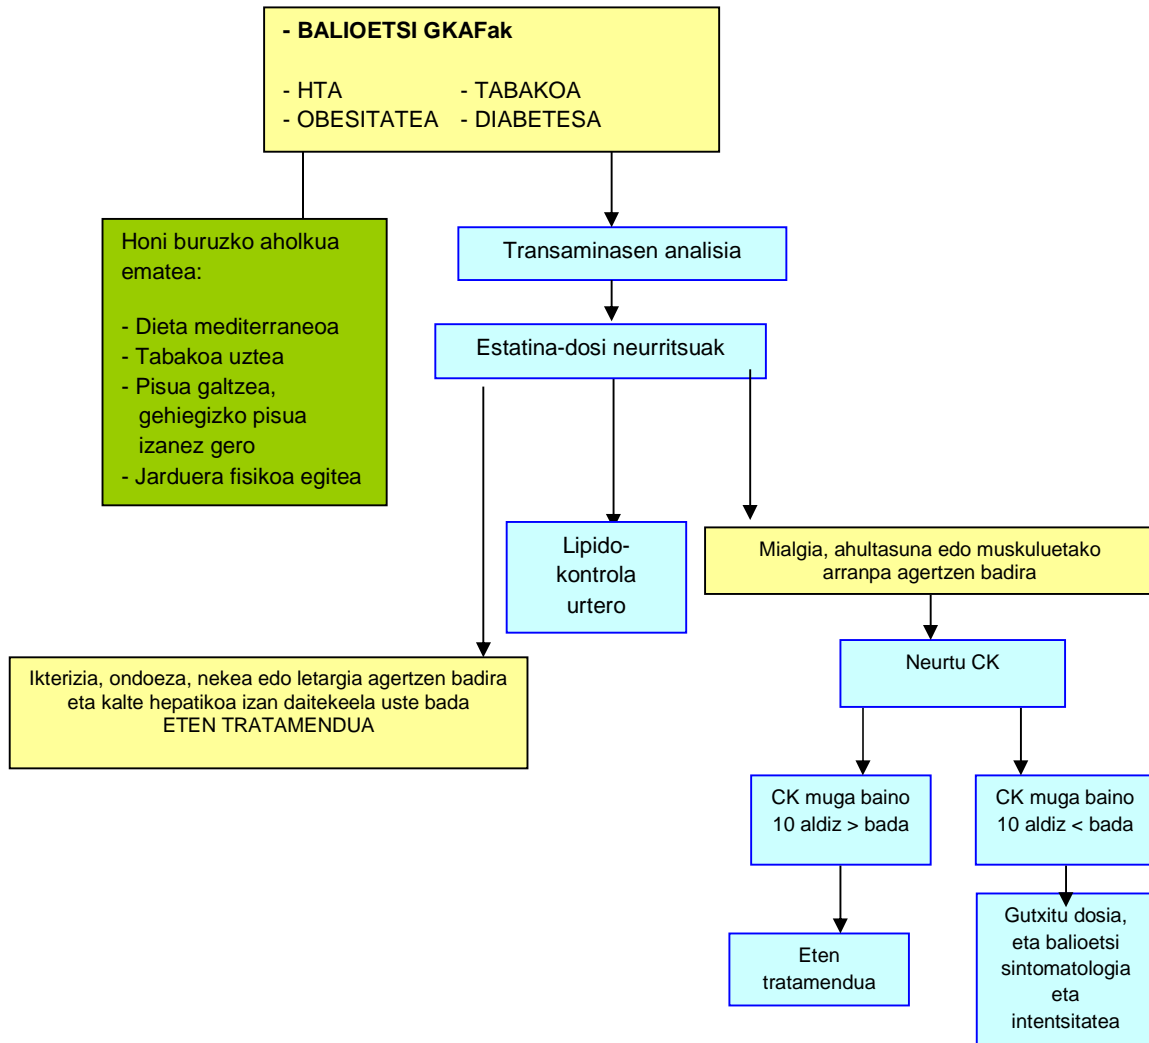 - BALIOETSI GKAFak
- HTA - TABAKOA
- OBESITATEA - DIABETESA
Honi buruzko aholkua
ematea:
- Dieta mediterraneoa
- Tabakoa uztea
- Pisua galtzea,
gehiegizko pisua
izanez gero
- Jarduera fisikoa egitea
Transaminasen analisia
Estatina-dosi neurritsuak
Lipido-
kontrola
urtero
Mialgia, ahultasuna edo muskuluetako
arranpa agertzen badira
Ikterizia, ondoeza, nekea edo letargia agertzen badira
eta kalte hepatikoa izan daitekeela uste bada
ETEN TRATAMENDUA
Neurtu CK
CK muga baino
10 aldiz > bada
CK muga baino
10 aldiz < bada
Eten
tratamendua
Gutxitu dosia,
eta balioetsi
sintomatologia
eta
intentsitatea